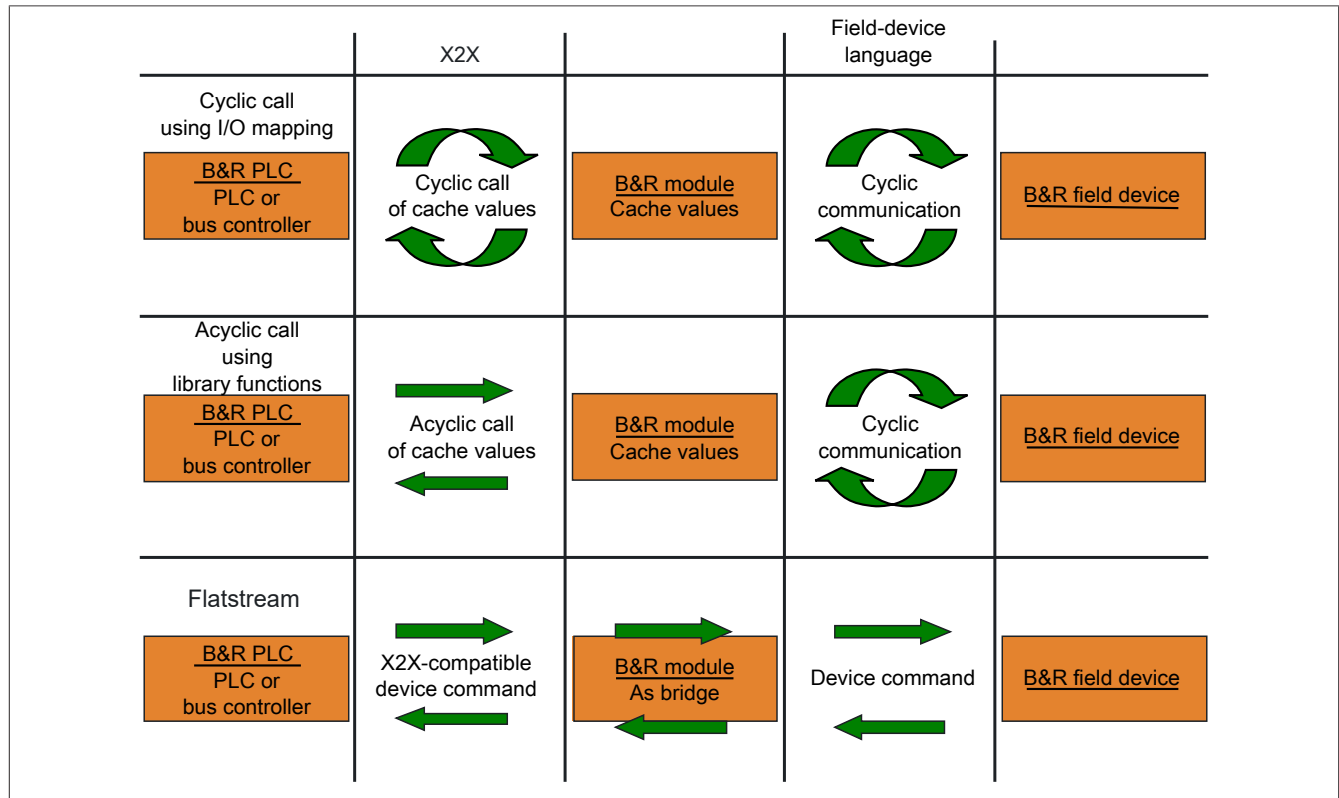 X2X
Field-device
language
Cyclic call
using I/O mapping
B&R PLC
PLC or
bus controller
Cyclic call
of cache values
B&R module
Cache values
Cyclic
communication
B&R field device
Acyclic call
using
library functions
B&R PLC
PLC or
bus controller
Acyclic call
of cache values
B&R module
Cache values
Cyclic
communication
B&R field device
Flatstream
B&R PLC
PLC or
bus controller
X2X-compatible
device command
B&R module
As bridge
Device command
B&R field device